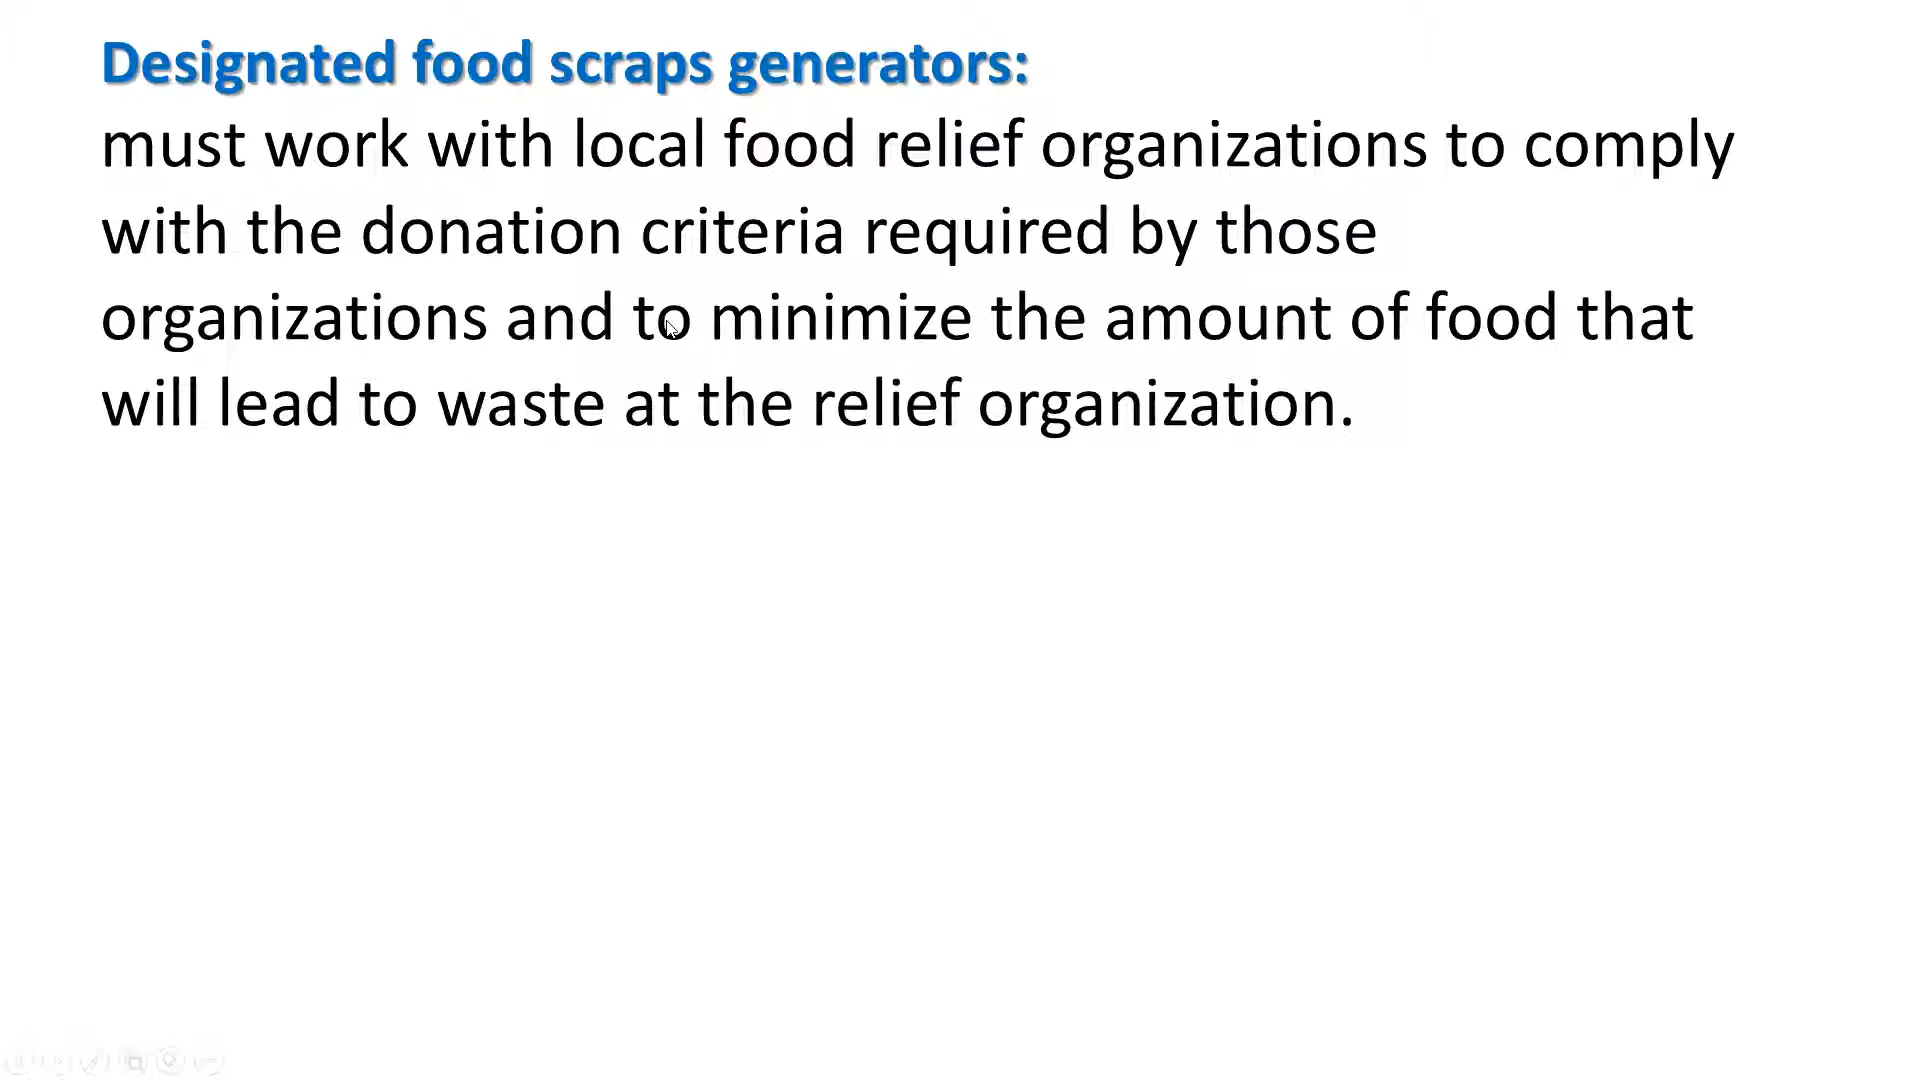 Designated food scraps generators:
must work with local food relief organizations to comply
with the donation criteria required by those
organizations and to minimize the amount of food that
will lead to waste at the relief organization.